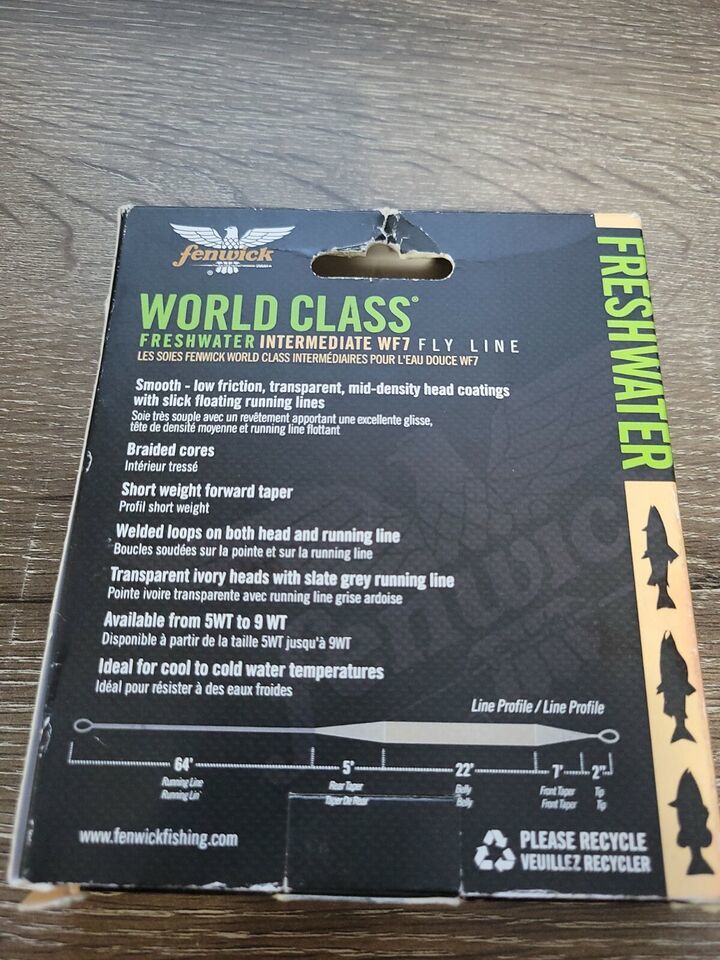 fenwick
WORLD CLASS®
FRESHWATER INTERMEDIATE WF7 FLY LINE
LES SOIES FENWICK WORLD CLASS INTERMÉDIAIRES POUR L'EAU DOUCE WF7
Smooth - low friction, transparent, mid-density head coatings
with slick floating running lines
Soie très souple avec un revêtement apportant une excellente glisse,
tête de densité moyenne et running line flottant
Braided cores
Intérieur tressé
Short weight forward taper
Profil short weight
Welded loops on both head and running line
Boucles soudées sur la pointe et sur la running line
Transparent ivory heads with slate grey running line
Pointe ivoire transparente avec running line grise ardoise
Available from 5WT to 9 WT
Disponible à partir de la taille 5WT jusqu'à 9WT
Ideal for cool to cold water temperatures
Idéal pour résister à des eaux froides
Line Profile / Line Profile
64' 5' 22' 7' 2"
Running Line Rear Taper Belly Front Taper Tip
Running Lin' Taper De Rear Belly Front Taper Tip
www.fenwickfishing.com
PLEASE RECYCLE
VEUILLEZ RECYCLER
FRESHWATER